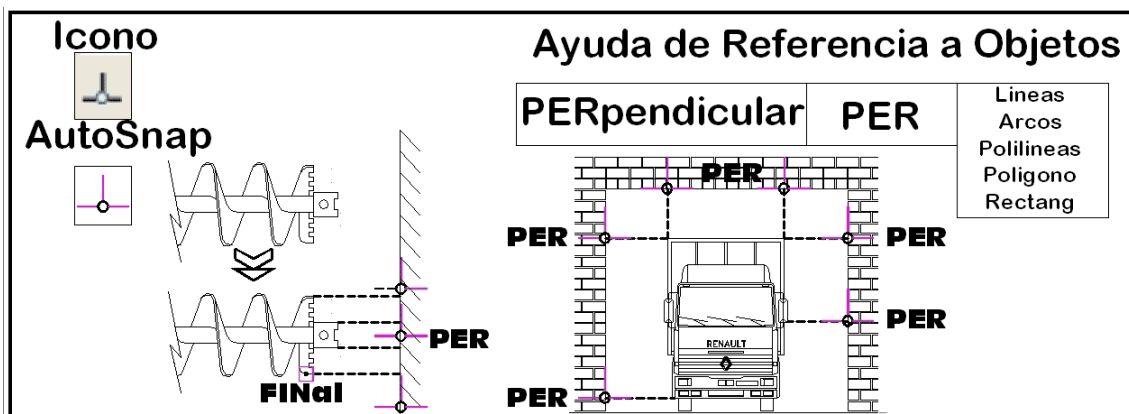 Icono
AutoSnap
Ayuda de Referencia a Objetos
PERpendicular
PER
Lineas
Arcos
Polilineas
Poligono
Rectang
PER
PER
PER
PER
PER
PER
FINal
RENAULT